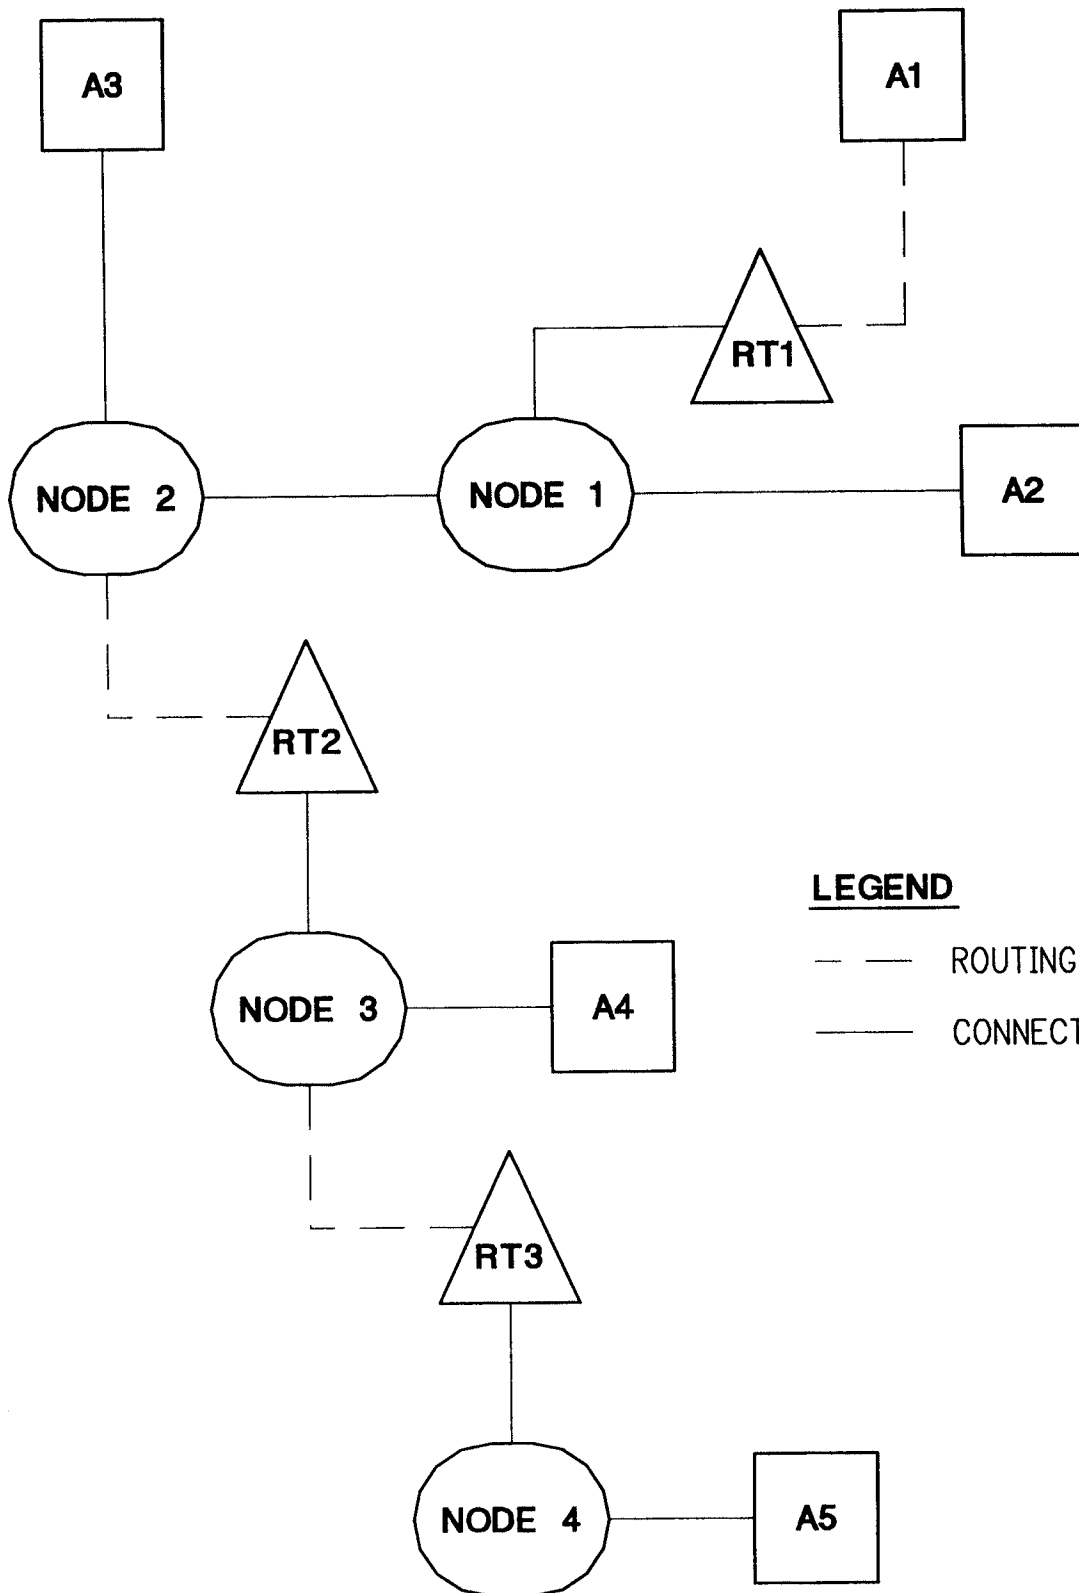 A3
A1
RT1
NODE 2
NODE 1
A2
RT2
LEGEND
ROUTING
CONNECT
NODE 3
A4
RT3
NODE 4
A5